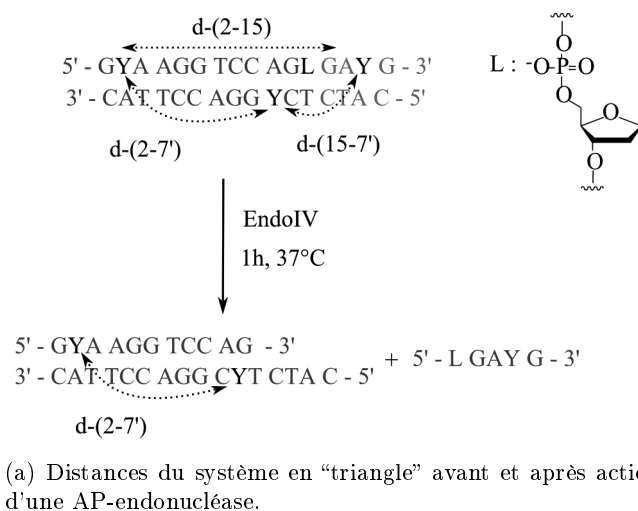 d-(2-15)
5' - GYA AGG TCC AGL GAY G - 3'
3' - CAT TCC AGG YCT CTA C - 5'
d-(2-7')
d-(15-7')
L :
O
-O-P=O
O
O
O
EndoIV
1h, 37°C
5' - GYA AGG TCC AG - 3'
3' - CAT TCC AGG CYT CTA C - 5'
+ 5' - L GAY G - 3'
d-(2-7')
(a) Distances du système en “triangle” avant et après actio
d'une AP-endonucléase.